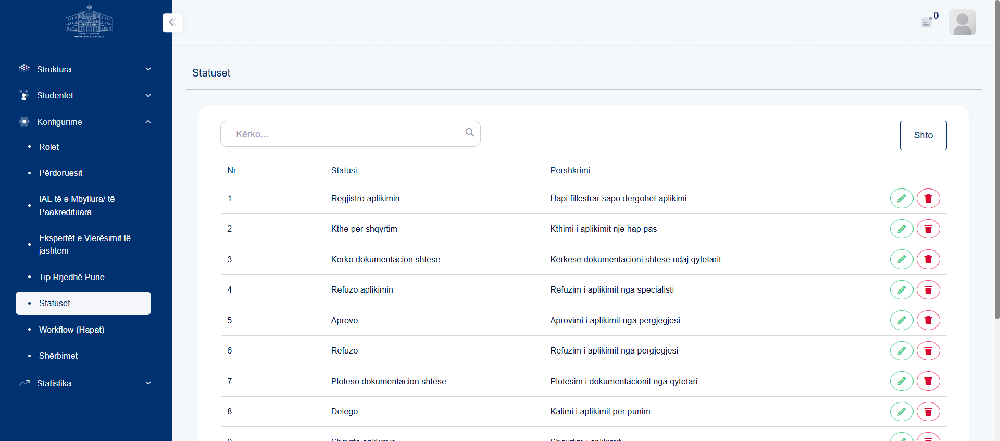 MINISTRIA E ARSIMIT
0
Struktura
Studentët
Konfigurime
Rolet
Përdoruesit
IAL-të e Mbyllura/ të
Paakredituara
Ekspertët e Vlerësimit të
jashtëm
Tip Rrjedhë Pune
Statuset
Workflow (Hapat)
Shërbimet
Statistika
Statuset
Kërko...
Shto
Nr Statusi Përshkrimi
1 Regjistro aplikimin Hapi fillestrar sapo dergohet aplikimi
2 Kthe për shqyrtim Kthimi i aplikimit nje hap pas
3 Kërko dokumentacion shtesë Kërkesë dokumentacioni shtesë ndaj qytetarit
4 Refuzo aplikimin Refuzim i aplikimit nga specialisti
5 Aprovo Aprovimi i aplikimit nga përgjegjësi
6 Refuzo Refuzim i aplikimit nga pergjegjesi
7 Plotëso dokumentacion shtesë Plotësim i dokumentacionit nga qytetari
8 Delego Kalimi i aplikimit për punim